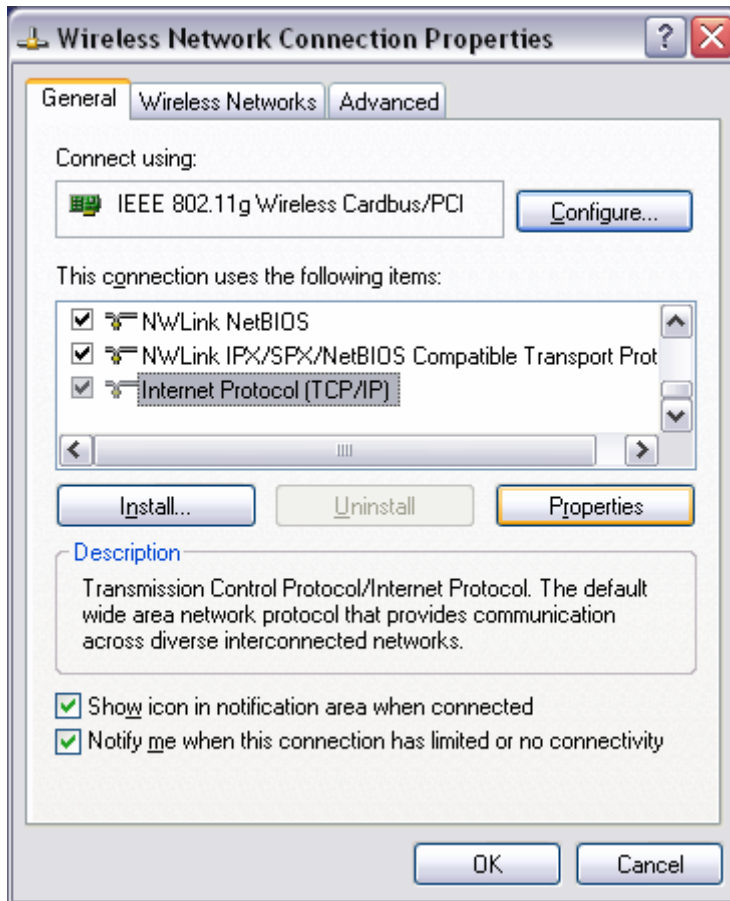 Wireless Network Connection Properties
General Wireless Networks Advanced
Connect using:
IEEE 802.11g Wireless Cardbus/PCI Configure...
This connection uses the following items:
NWLink NetBIOS
NWLink IPX/SPX/NetBIOS Compatible Transport Prot
Internet Protocol (TCP/IP)
Install... Uninstall Properties
Description
Transmission Control Protocol/Internet Protocol. The default
wide area network protocol that provides communication
across diverse interconnected networks.
Show icon in notification area when connected
Notify me when this connection has limited or no connectivity
OK Cancel